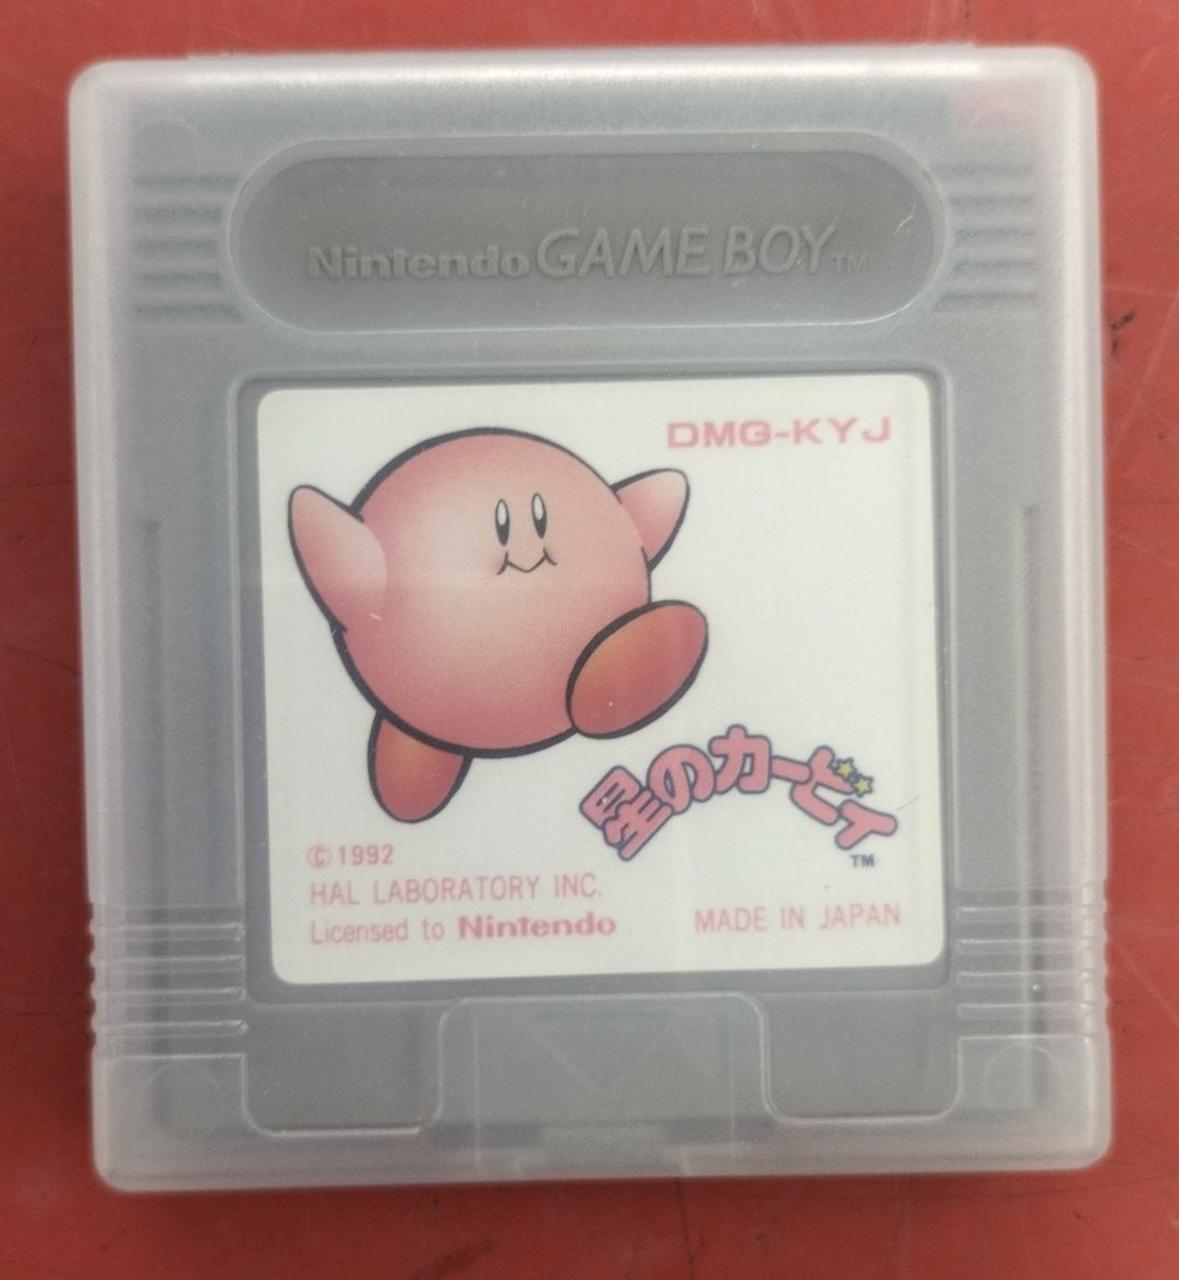 Nintendo GAME BOY™
DMG-KYJ
星のカービィ
™
©1992
HAL LABORATORY INC.
Licensed to Nintendo
MADE IN JAPAN